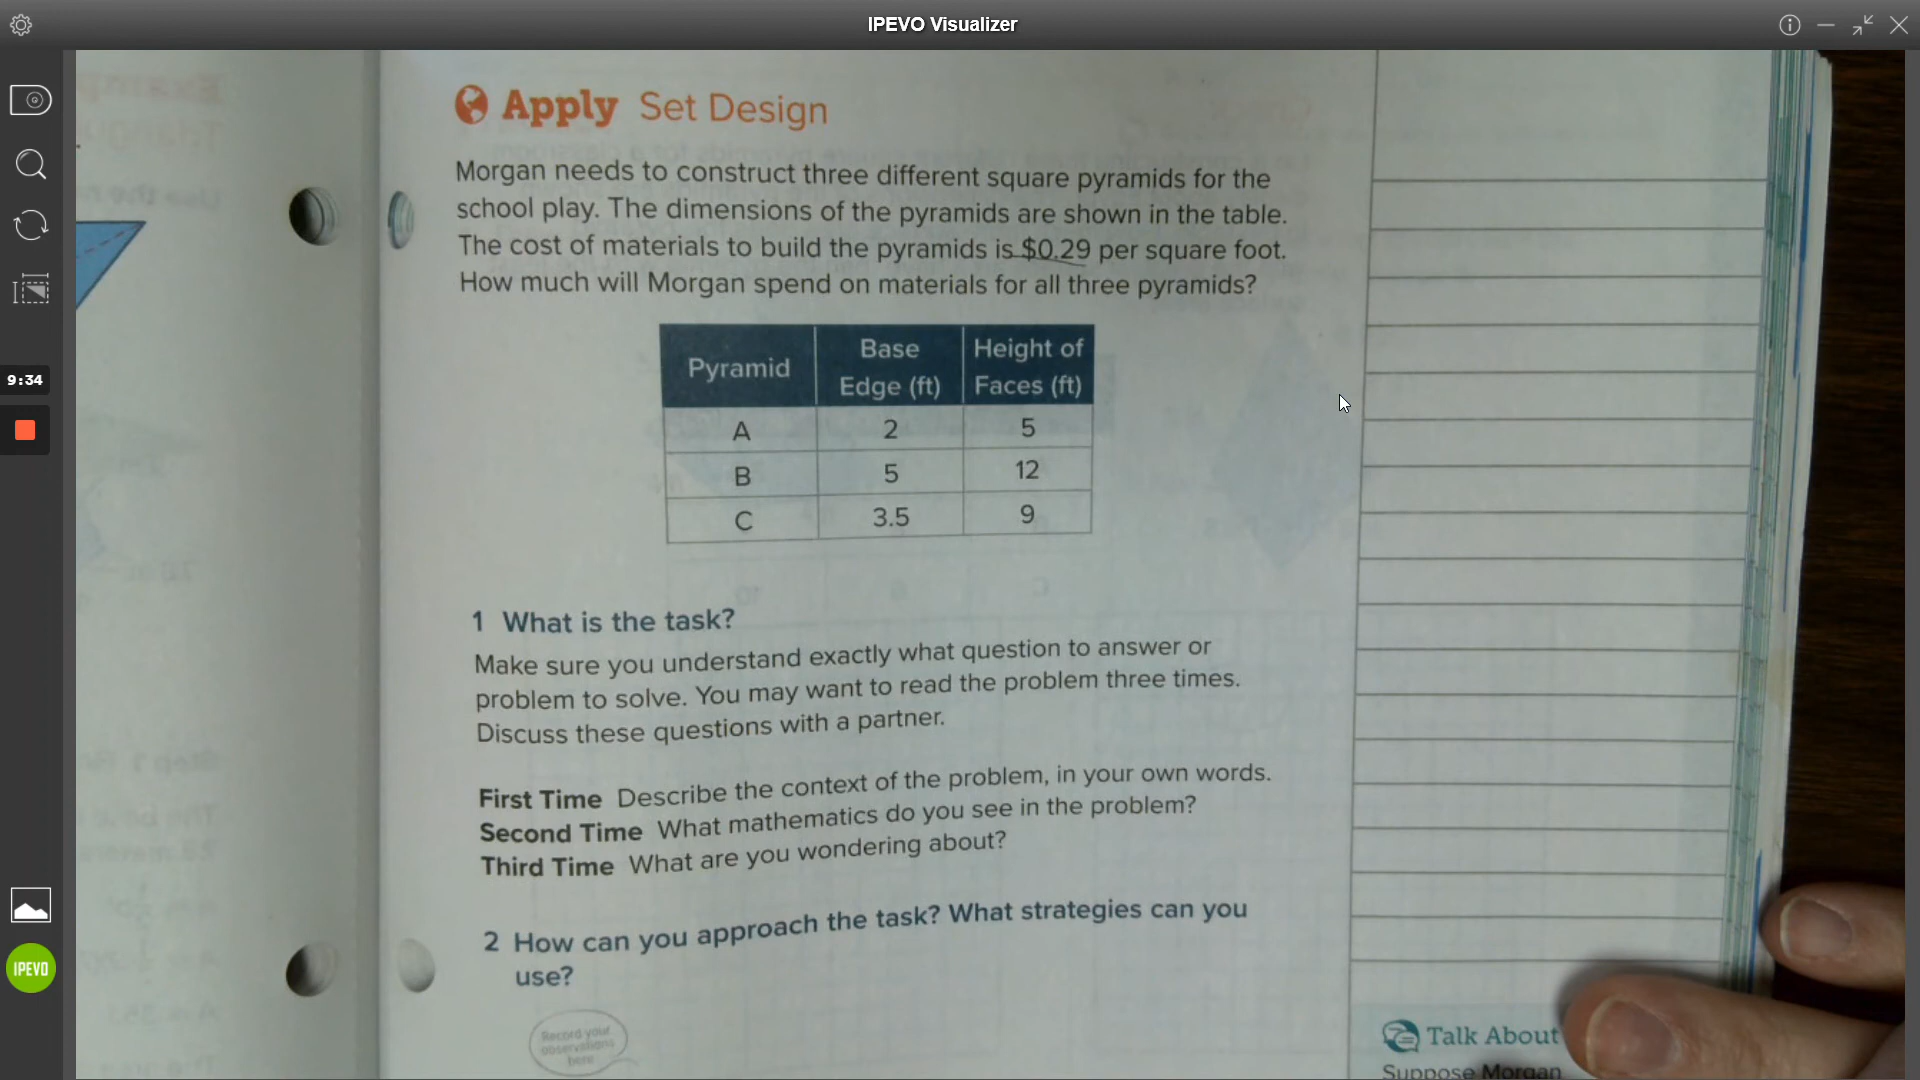 IPEVO Visualizer
Apply Set Design
Morgan needs to construct three different square pyramids for the
school play. The dimensions of the pyramids are shown in the table.
The cost of materials to build the pyramids is $0.29 per square foot.
How much will Morgan spend on materials for all three pyramids?
Pyramid Base Edge (ft) Height of Faces (ft)
A 2 5
B 5 12
C 3.5 9
1 What is the task?
Make sure you understand exactly what question to answer or
problem to solve. You may want to read the problem three times.
Discuss these questions with a partner.
First Time Describe the context of the problem, in your own words.
Second Time What mathematics do you see in the problem?
Third Time What are you wondering about?
2 How can you approach the task? What strategies can you
use?
Record your
observations
here
Talk About
Suppose Morgan
9:34
IPEVO